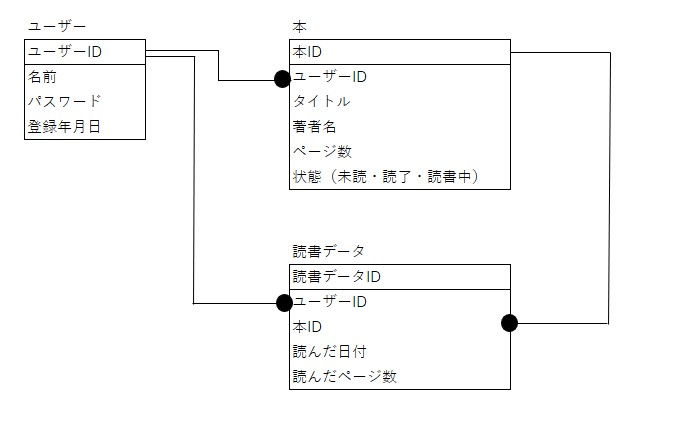 ユーザー
ユーザーID
名前
パスワード
登録年月日
本
本ID
ユーザーID
タイトル
著者名
ページ数
状態（未読・読了・読書中）
読書データ
読書データID
ユーザーID
本ID
読んだ日付
読んだページ数